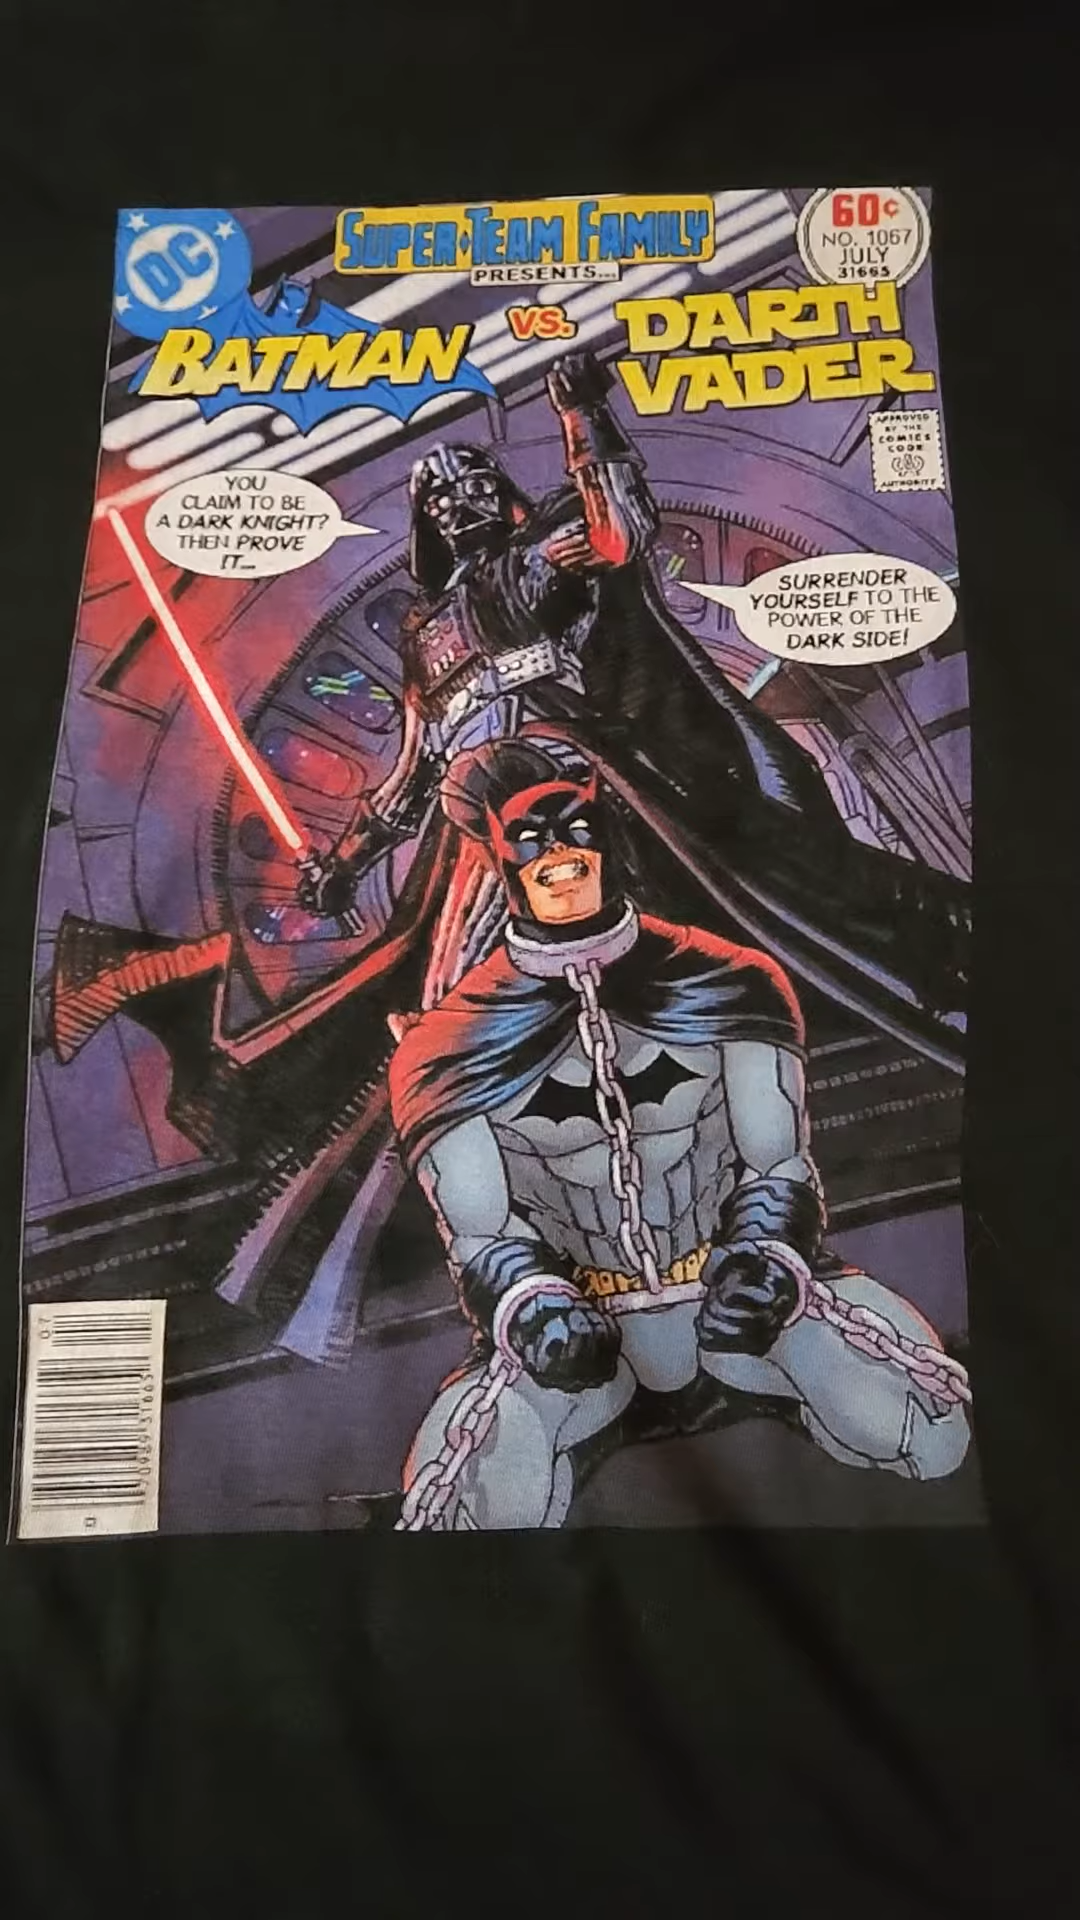 DC
SUPER-TEAM FAMILY
PRESENTS...
60¢
NO. 1067
JULY
31665
BATMAN
VS.
DARTH
VADER
APPROVED
BY THE
COMICS
CODE
AUTHORITY
YOU
CLAIM TO BE
A DARK KNIGHT?
THEN PROVE
IT...
SURRENDER
YOURSELF TO THE
POWER OF THE
DARK SIDE!
07